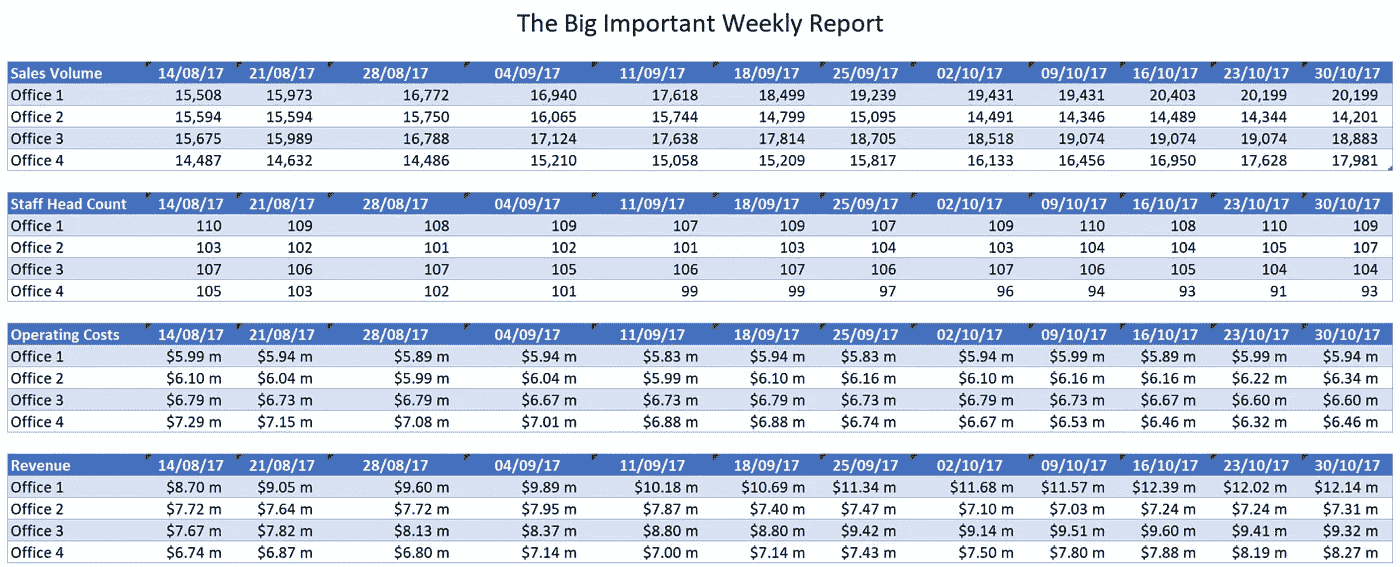 The Big Important Weekly Report
Sales Volume 14/08/17 21/08/17 28/08/17 04/09/17 11/09/17 18/09/17 25/09/17 02/10/17 09/10/17 16/10/17 23/10/17 30/10/17
Office 1 15,508 15,973 16,772 16,940 17,618 18,499 19,239 19,431 19,431 20,403 20,199 20,199
Office 2 15,594 15,594 15,750 16,065 15,744 14,799 15,095 14,491 14,346 14,489 14,344 14,201
Office 3 15,675 15,989 16,788 17,124 17,638 17,814 18,705 18,518 19,074 19,074 19,074 18,883
Office 4 14,487 14,632 14,486 15,210 15,058 15,209 15,817 16,133 16,456 16,950 17,628 17,981
Staff Head Count 14/08/17 21/08/17 28/08/17 04/09/17 11/09/17 18/09/17 25/09/17 02/10/17 09/10/17 16/10/17 23/10/17 30/10/17
Office 1 110 109 108 109 107 109 107 109 110 108 110 109
Office 2 103 102 101 102 101 103 104 103 104 104 105 107
Office 3 107 106 107 105 106 107 106 107 106 105 104 104
Office 4 105 103 102 101 99 99 97 96 94 93 91 93
Operating Costs 14/08/17 21/08/17 28/08/17 04/09/17 11/09/17 18/09/17 25/09/17 02/10/17 09/10/17 16/10/17 23/10/17 30/10/17
Office 1 $5.99 m $5.94 m $5.89 m $5.94 m $5.83 m $5.94 m $5.83 m $5.94 m $5.99 m $5.89 m $5.99 m $5.94 m
Office 2 $6.10 m $6.04 m $5.99 m $6.04 m $5.99 m $6.10 m $6.16 m $6.10 m $6.16 m $6.16 m $6.22 m $6.34 m
Office 3 $6.79 m $6.73 m $6.79 m $6.67 m $6.73 m $6.79 m $6.73 m $6.79 m $6.73 m $6.67 m $6.60 m $6.60 m
Office 4 $7.29 m $7.15 m $7.08 m $7.01 m $6.88 m $6.88 m $6.74 m $6.67 m $6.53 m $6.46 m $6.32 m $6.46 m
Revenue 14/08/17 21/08/17 28/08/17 04/09/17 11/09/17 18/09/17 25/09/17 02/10/17 09/10/17 16/10/17 23/10/17 30/10/17
Office 1 $8.70 m $9.05 m $9.60 m $9.89 m $10.18 m $10.69 m $11.34 m $11.68 m $11.57 m $12.39 m $12.02 m $12.14 m
Office 2 $7.72 m $7.64 m $7.72 m $7.95 m $7.87 m $7.40 m $7.47 m $7.10 m $7.03 m $7.24 m $7.24 m $7.31 m
Office 3 $7.67 m $7.82 m $8.13 m $8.37 m $8.80 m $8.80 m $9.42 m $9.14 m $9.51 m $9.60 m $9.41 m $9.32 m
Office 4 $6.74 m $6.87 m $6.80 m $7.14 m $7.00 m $7.14 m $7.43 m $7.50 m $7.80 m $7.88 m $8.19 m $8.27 m